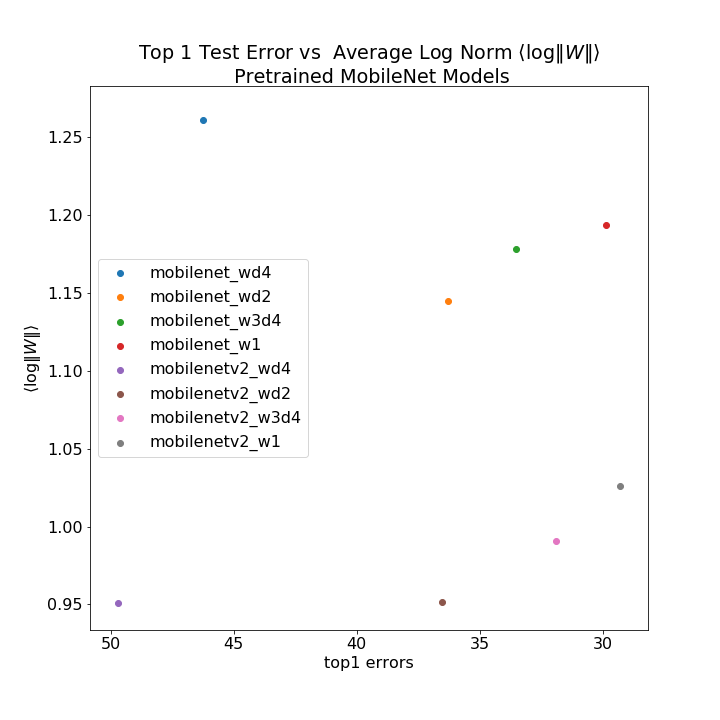 Top 1 Test Error vs  Average Log Norm ⟨log‖W‖⟩
Pretrained MobileNet Models
1.25
1.20
1.15
1.10
1.05
1.00
0.95
⟨log‖W‖⟩
mobilenet_wd4
mobilenet_wd2
mobilenet_w3d4
mobilenet_w1
mobilenetv2_wd4
mobilenetv2_wd2
mobilenetv2_w3d4
mobilenetv2_w1
50 45 40 35 30
top1 errors